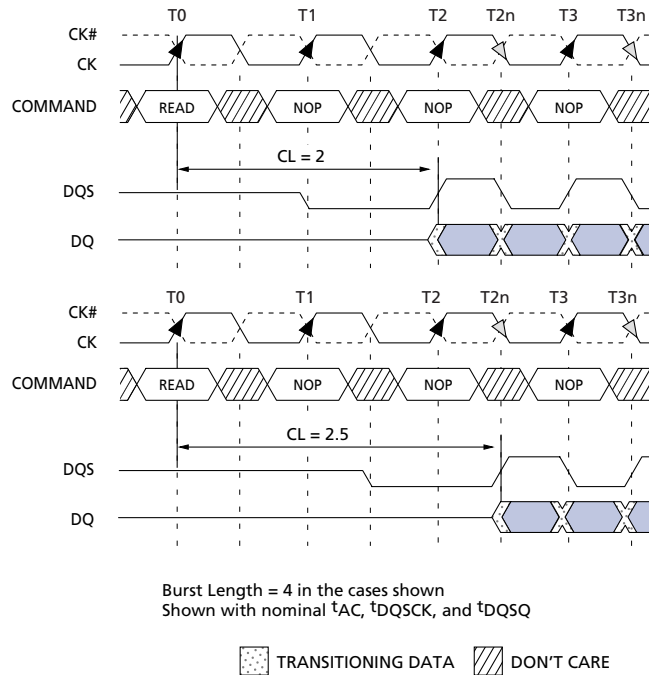 T0 T1 T2 T2n T3 T3n
CK#
CK
COMMAND READ NOP NOP NOP
CL = 2
DQS
DQ
T0 T1 T2 T2n T3 T3n
CK#
CK
COMMAND READ NOP NOP NOP
CL = 2.5
DQS
DQ
Burst Length = 4 in the cases shown
Shown with nominal tAC, tDQSCK, and tDQSQ
TRANSITIONING DATA DON'T CARE